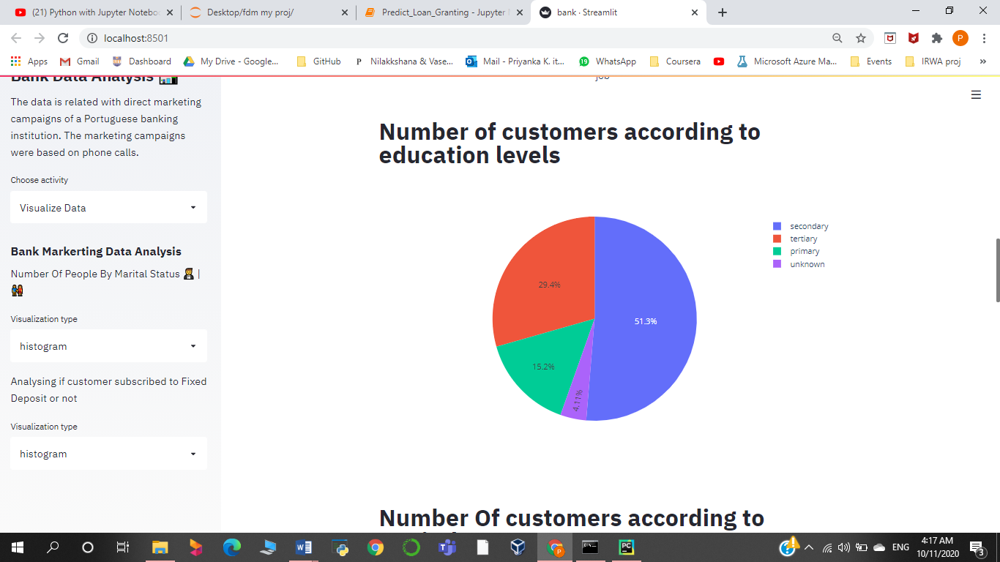 (21) Python with Jupyter Notebo
Desktop/fdm my proj/
Predict_Loan_Granting - Jupyter
bank · Streamlit
localhost:8501
P
Apps
Gmail
Dashboard
My Drive - Google...
GitHub
P Nilakkshana & Vase...
Mail - Priyanka K. it...
19 WhatsApp
Coursera
Microsoft Azure Ma...
Events
IRWA proj
»
Bank Data Analysis
The data is related with direct marketing
campaigns of a Portuguese banking
institution. The marketing campaigns
were based on phone calls.
Choose activity
Visualize Data
Bank Markerting Data Analysis
Number Of People By Marital Status 🤵 |
👫
Visualization type
histogram
Analysing if customer subscribed to Fixed
Deposit or not
Visualization type
histogram
job
Number of customers according to
education levels
secondary
tertiary
primary
unknown
29.4%
51.3%
15.2%
4.11%
Number Of customers according to
ENG
4:17 AM
10/11/2020
3